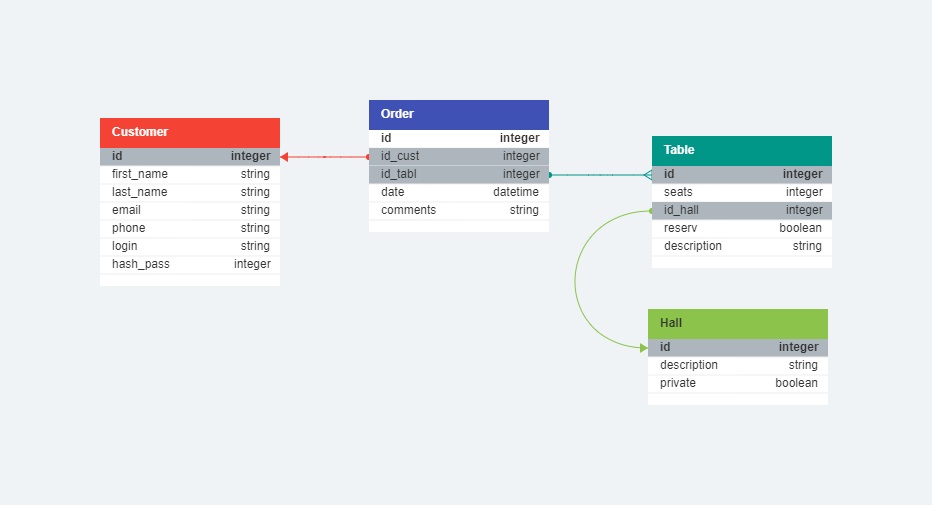 Customer
id integer
first_name string
last_name string
email string
phone string
login string
hash_pass integer
Order
id integer
id_cust integer
id_tabl integer
date datetime
comments string
Table
id integer
seats integer
id_hall integer
reserv boolean
description string
Hall
id integer
description string
private boolean